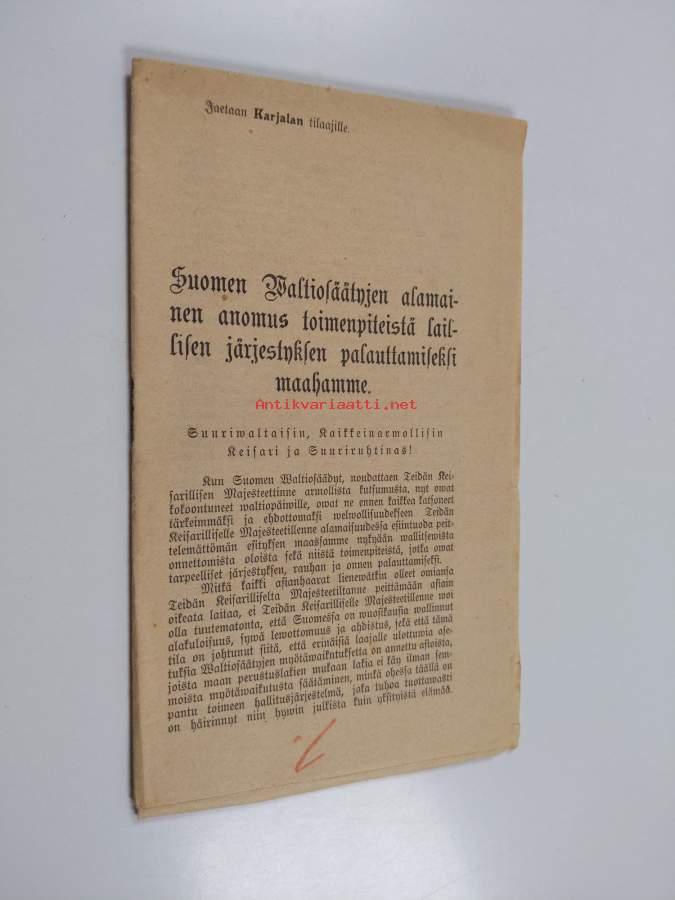 Jaetaan Karjalan tilaajille.
Suomen Waltiosäätyjen alamai-
nen anomus toimenpiteistä lail-
lisen järjestyksen palauttamiseksi
maahamme.
Antikvariaatti.net
Suuriwaltaisin, Kaikkeinarmollisin
Keisari ja Suuriruhtinas!
Kun Suomen Waltiosäädyt, noudattaen Teidän Kei-
sarillisen Majesteettinne armollista kutsumusta, nyt owat
kokoontuneet waltiopäiwille, owat ne ennen kaikkea katsoneet
tärkeimmäksi ja ehdottomaksi welwollisuudekseen Teidän
Keisarilliselle Majesteetillenne alamaisuudessa esiintuoda peit-
telemättömän esityksen maassamme nykyään wallitsewista
onnettomista oloista sekä niistä toimenpiteistä, jotka owat
tarpeelliset järjestyksen, rauhan ja onnen palauttamiseksi.
Mitkä kaikki asianhaarat lienewätkin olleet omiansa
Teidän Keisarilliselta Majesteetiltanne peittämään asiain
oikeata laitaa, ei Teidän Keisarilliselle Majesteetillenne woi
olla tuntematonta, että Suomessa on wuosikausia wallinnut
alakuloisuus, sywä lewottomuus ja ahdistus, sekä että tämä
tila on johtunut siitä, että erinäisiä laajalle ulottuwia ase-
tuksia Waltiosäätyjen myötäwaikutuksetta on annettu asioista,
joista maan perustuslakien mukaan lakia ei käy ilman sem-
moista myötäwaikutusta säätäminen, minkä ohessa täällä on
pantu toimeen hallitusjärjestelmä, joka tuhoa tuottawasti
on häirinnyt niin hywin julkista kuin yksityistä elämää.